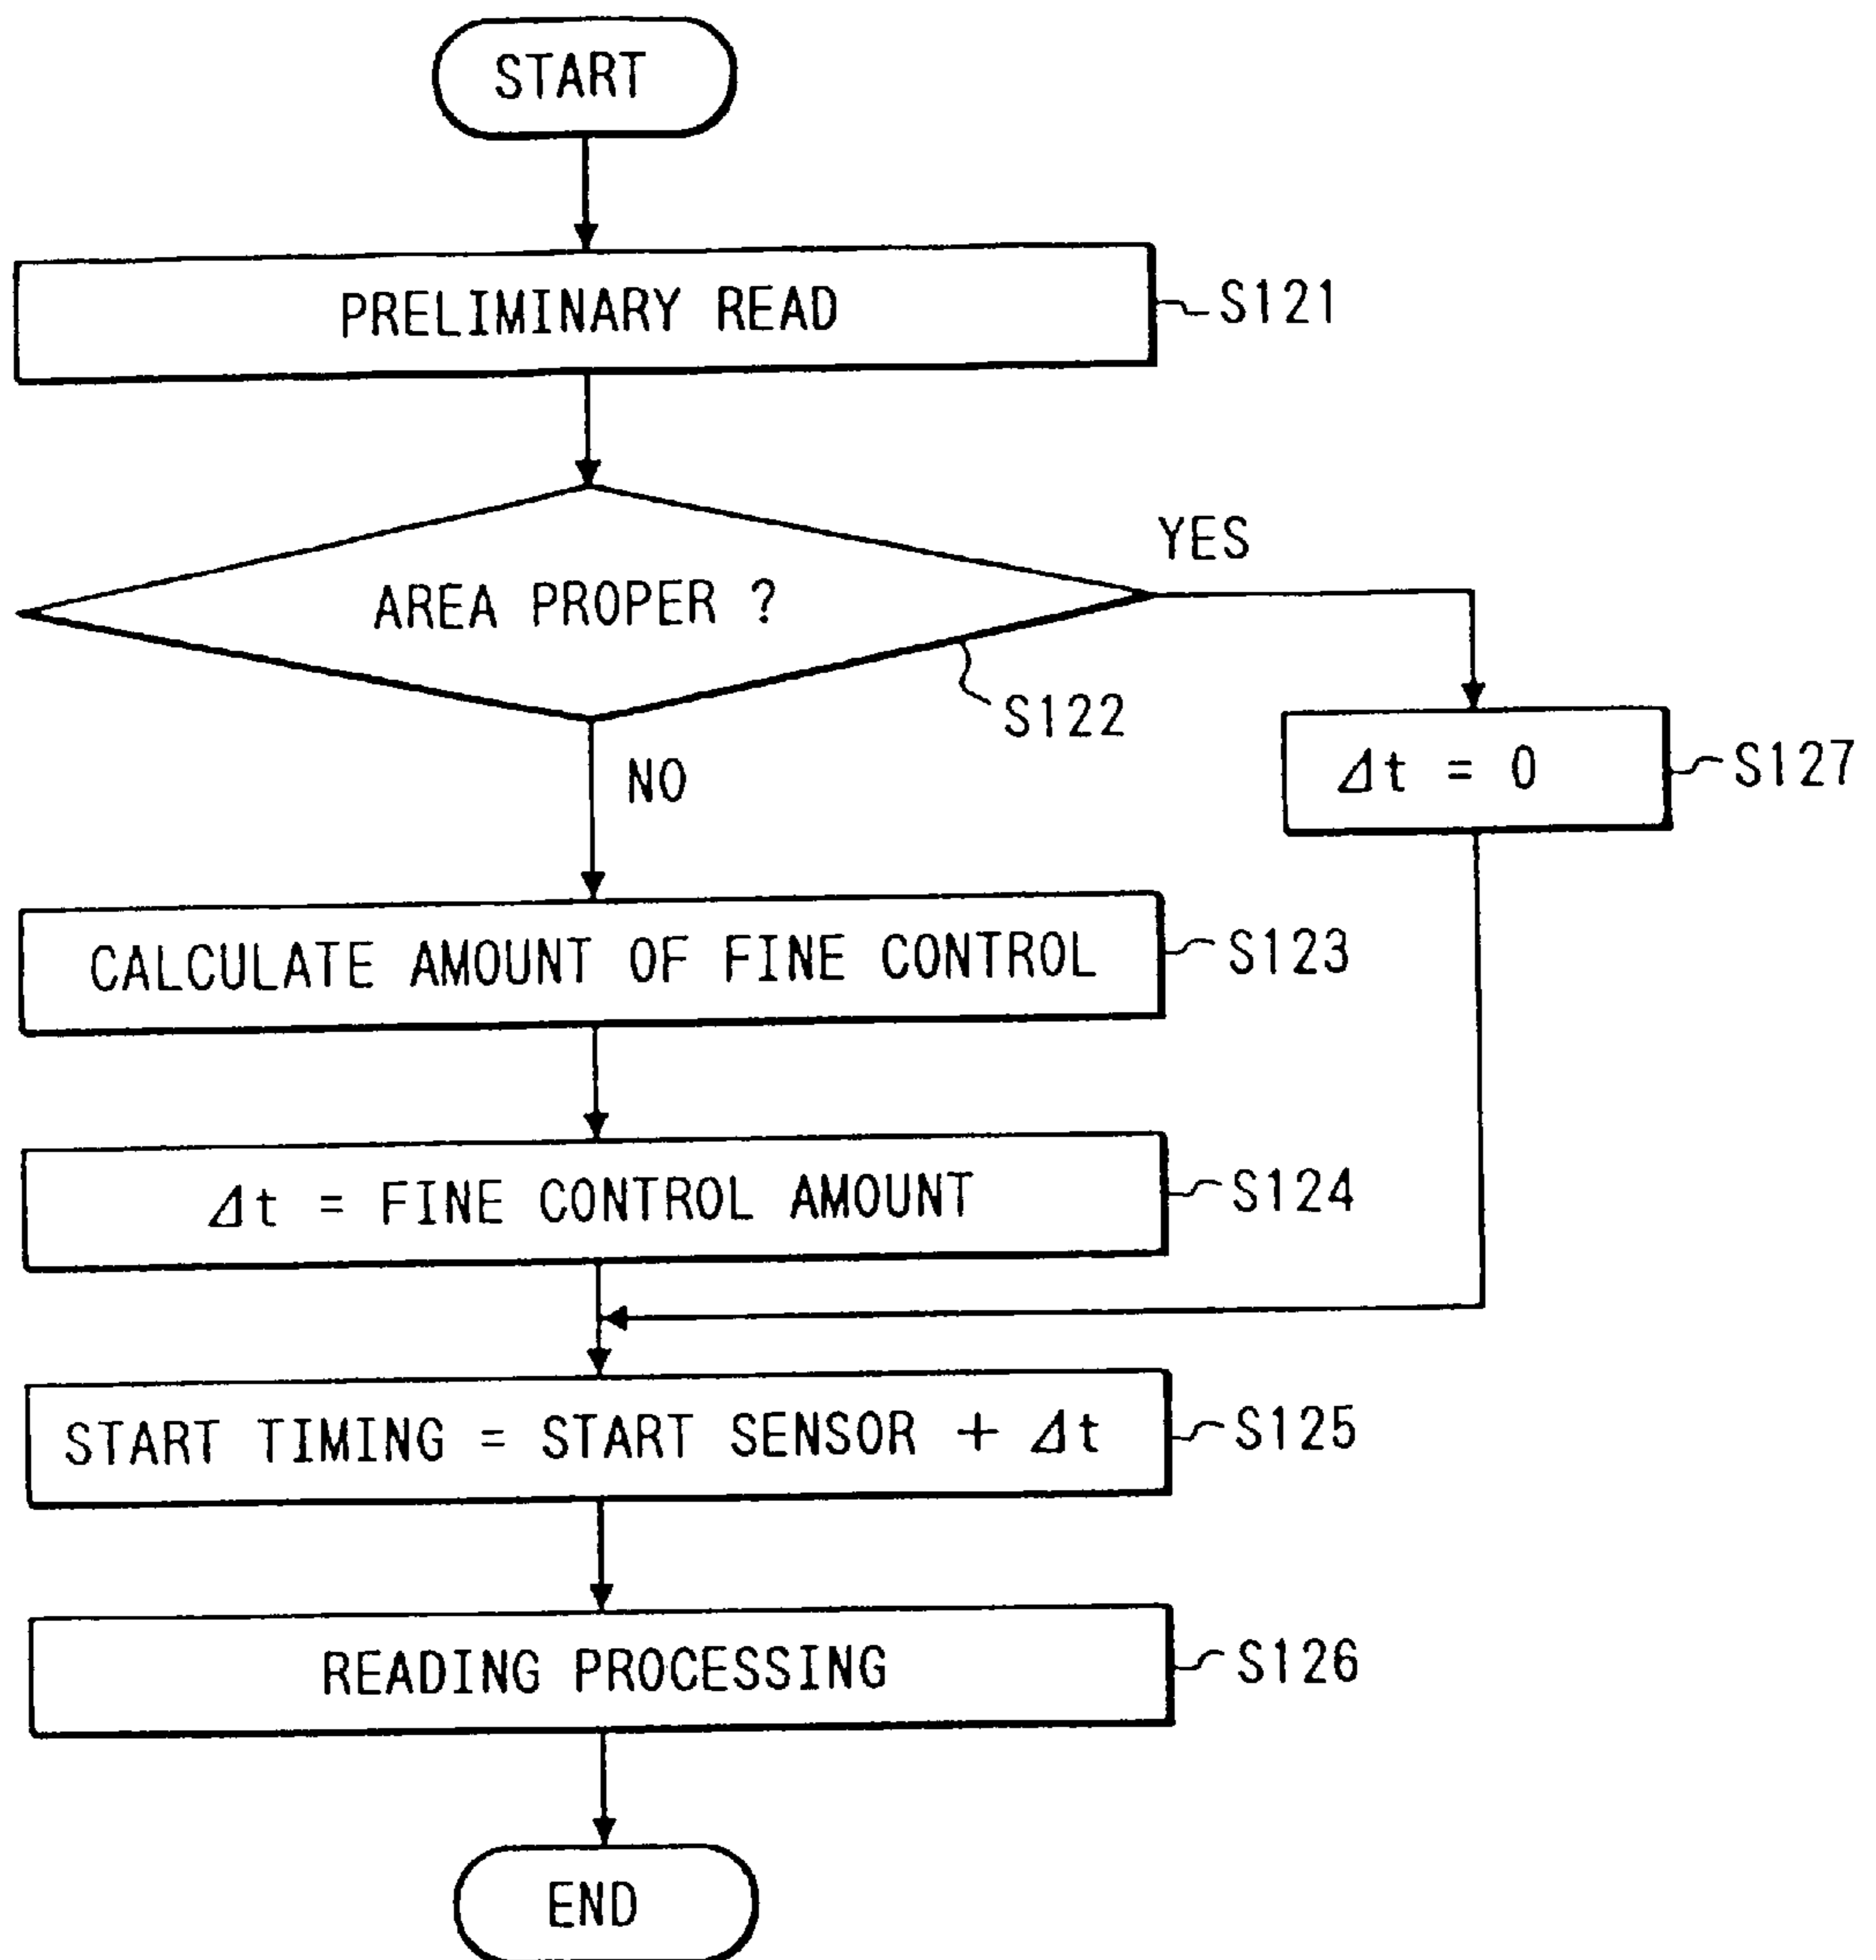 START
PRELIMINARY READ
S121
AREA PROPER ?
YES
S122
NO
Δt = 0
S127
CALCULATE AMOUNT OF FINE CONTROL
S123
Δt = FINE CONTROL AMOUNT
S124
START TIMING = START SENSOR + Δt
S125
READING PROCESSING
S126
END